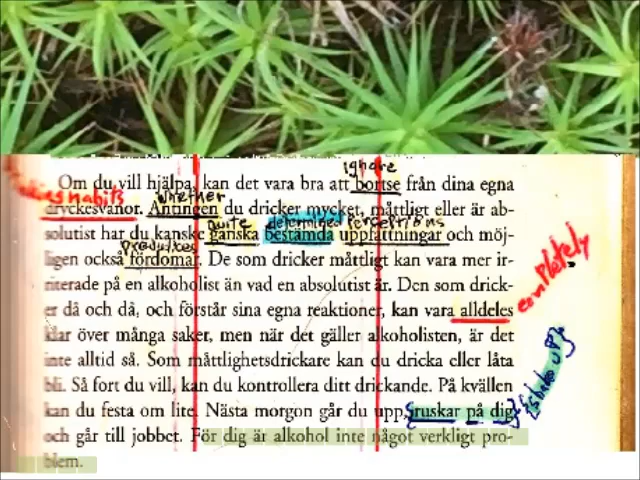 ignore
Om du vill hjälpa, kan det vara bra att bortse från dina egna
habits whether
dryckesvanor. Antingen du dricker mycket, måttligt eller är ab-
quite determined perceptions
solutist har du kanske ganska bestämda uppfattningar och möj-
ligen också fördomar. De som dricker måttligt kan vara mer ir-
riterade på en alkoholist än vad en absolutist är. Den som drick-
er då och då, och förstår sina egna reaktioner, kan vara alldeles
completely
klar över många saker, men när det gäller alkoholisten, är det
inte alltid så. Som måttlighetsdrickare kan du dricka eller låta
bli. Så fort du vill, kan du kontrollera ditt drickande. På kvällen
kan du festa om lite. Nästa morgon går du upp, ruskar på dig
och går till jobbet. För dig är alkohol inte något verkligt pro-
blem.